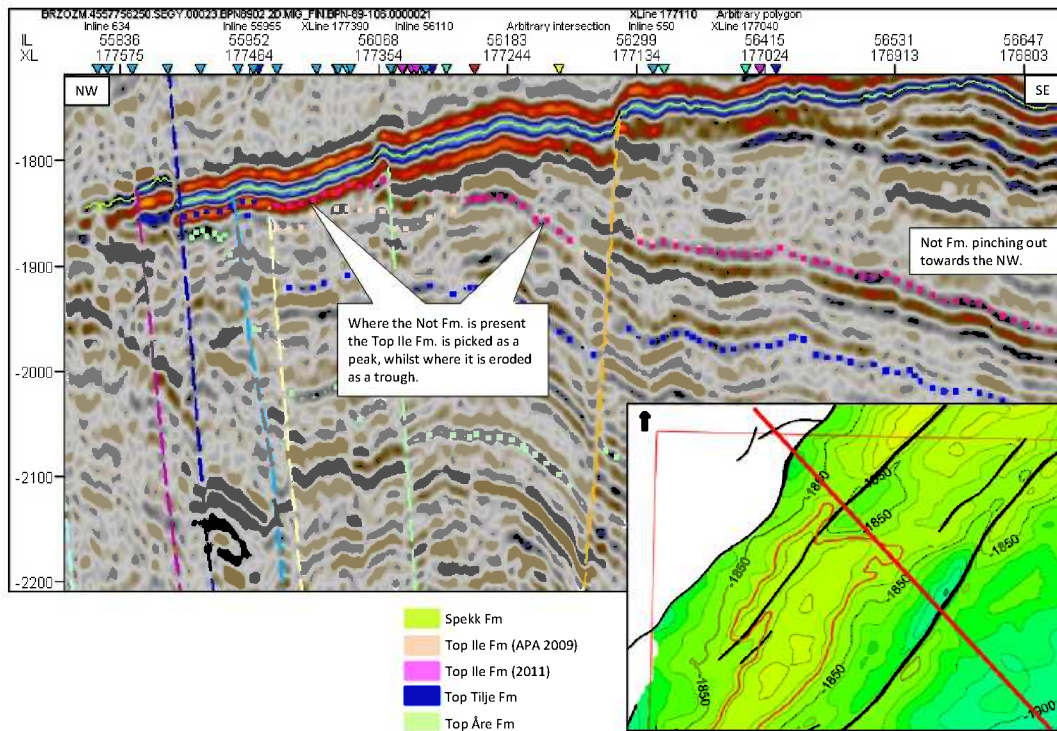 BRZOZM.4557756250.SEGY.00023.BPN8902.2D.MIG_FIN.BPN-89-106.0000021 XLine 177110 Arbitrary polygon
Inline 634 Inline 55955 XLine 177390 Inline 56110 Arbitrary intersection Inline 550 XLine 177040
IL 55836 55952 56068 56183 56299 56415 56531 56647
XL 177575 177464 177354 177244 177134 177024 176913 176803
NW
SE
-1800
-1900
-2000
-2100
-2200
Not Fm. pinching out
towards the NW.
Where the Not Fm. is present
the Top Ile Fm. is picked as a
peak, whilst where it is eroded
as a trough.
-1850
-1850
-1850
-1850
-1850
-1850
-1850
-1850
-1900
Spekk Fm
Top Ile Fm (APA 2009)
Top Ile Fm (2011)
Top Tilje Fm
Top Åre Fm